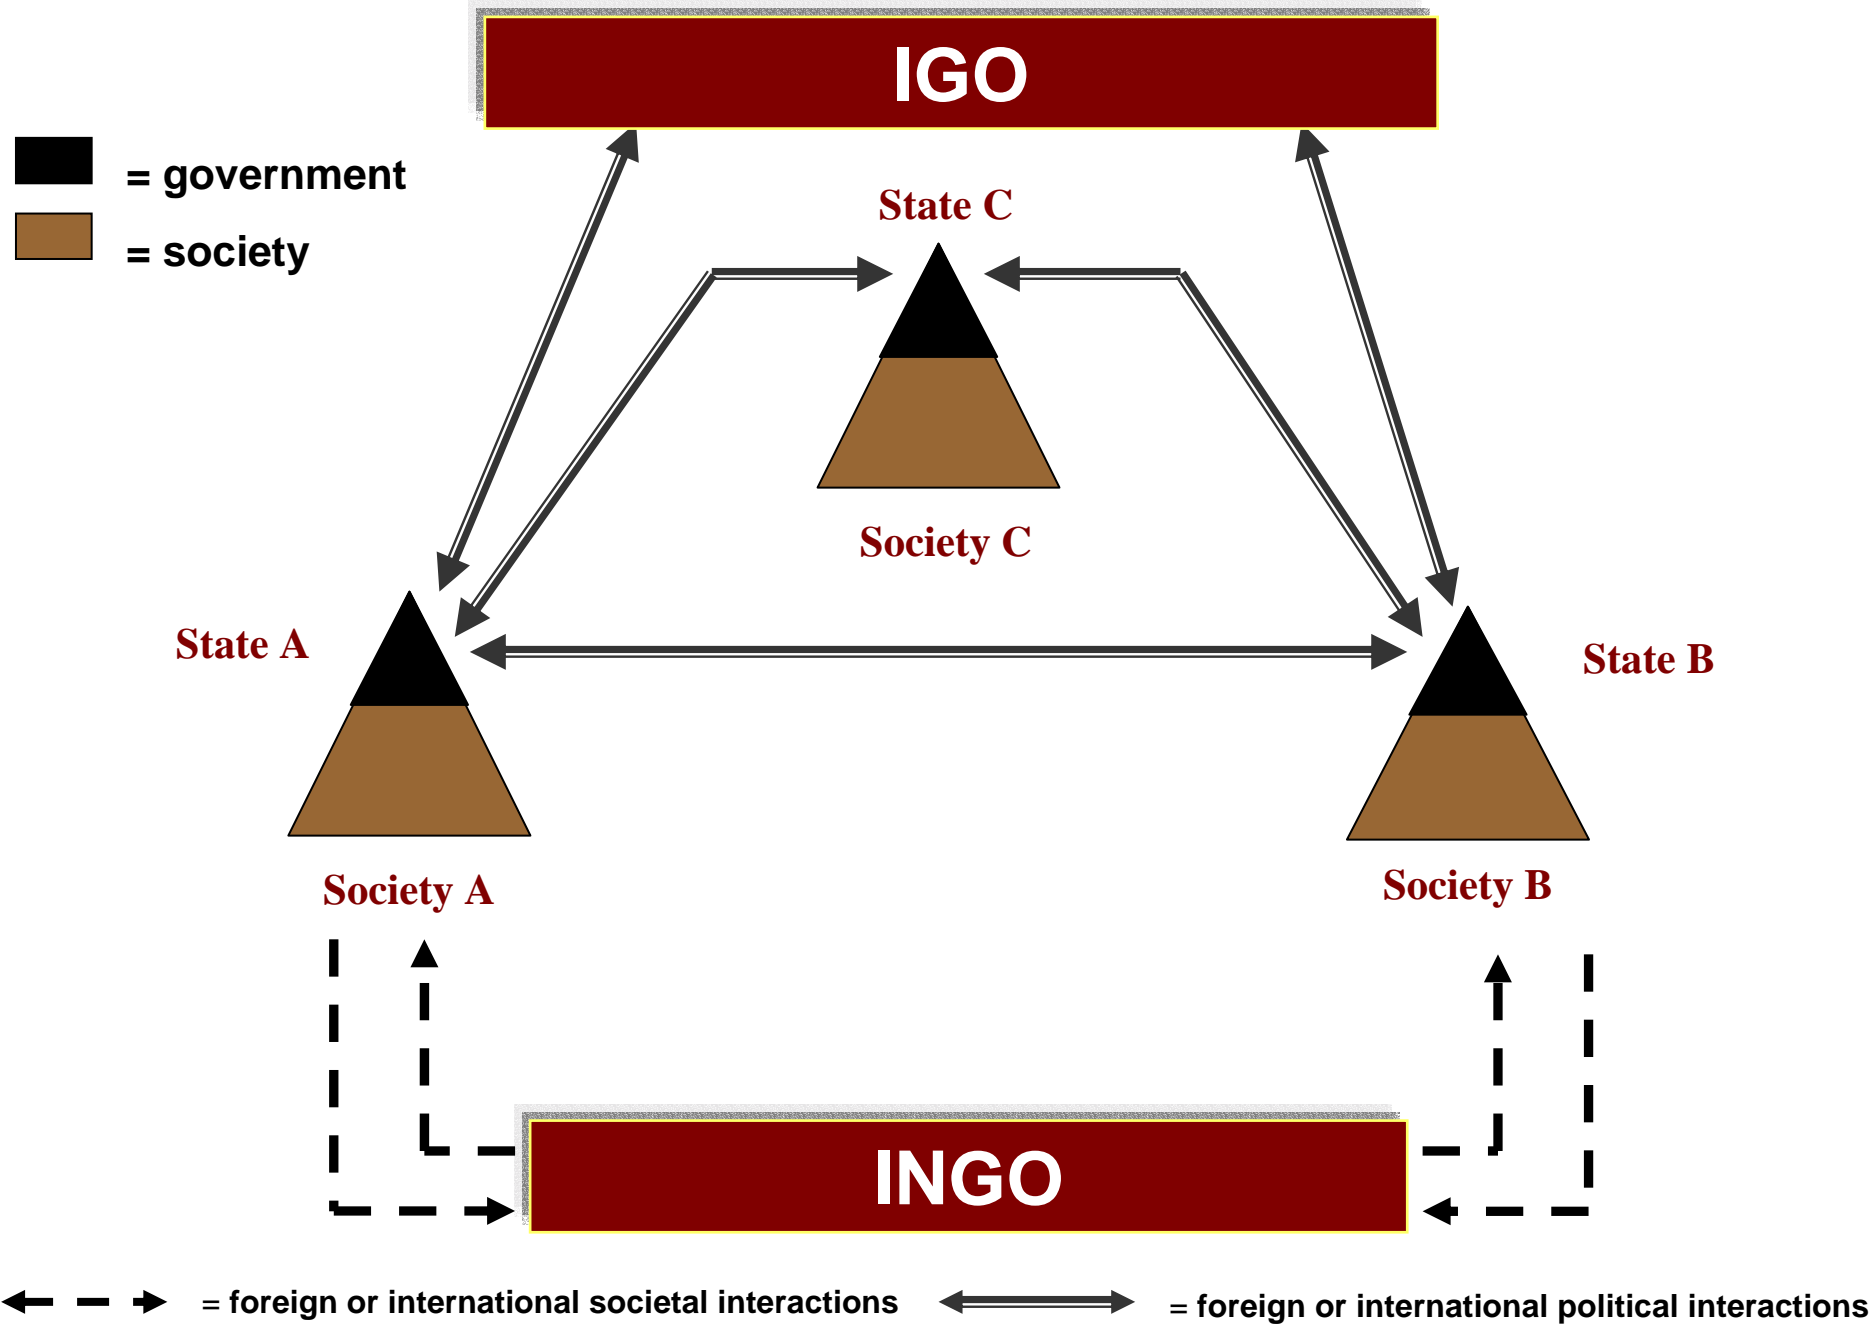 IGO
= government
State C
= society
Society C
State A
State B
Society A
Society B
INGO
= foreign or international societal interactions
= foreign or international political interactions